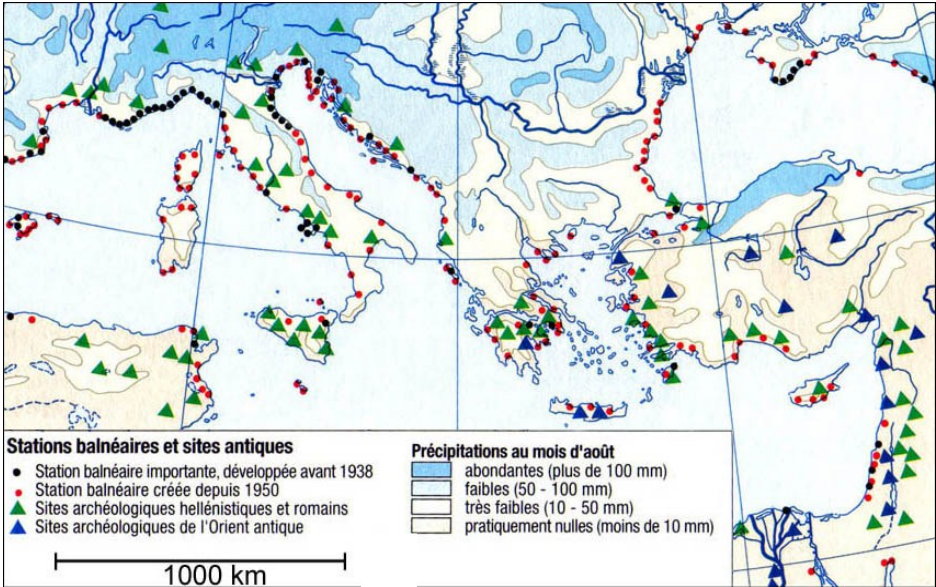 Stations balnéaires et sites antiques
Station balnéaire importante, développée avant 1938
Station balnéaire créée depuis 1950
Sites archéologiques hellénistiques et romains
Sites archéologiques de l'Orient antique
1000 km
Précipitations au mois d'août
abondantes (plus de 100 mm)
faibles (50 - 100 mm)
très faibles (10 - 50 mm)
pratiquement nulles (moins de 10 mm)